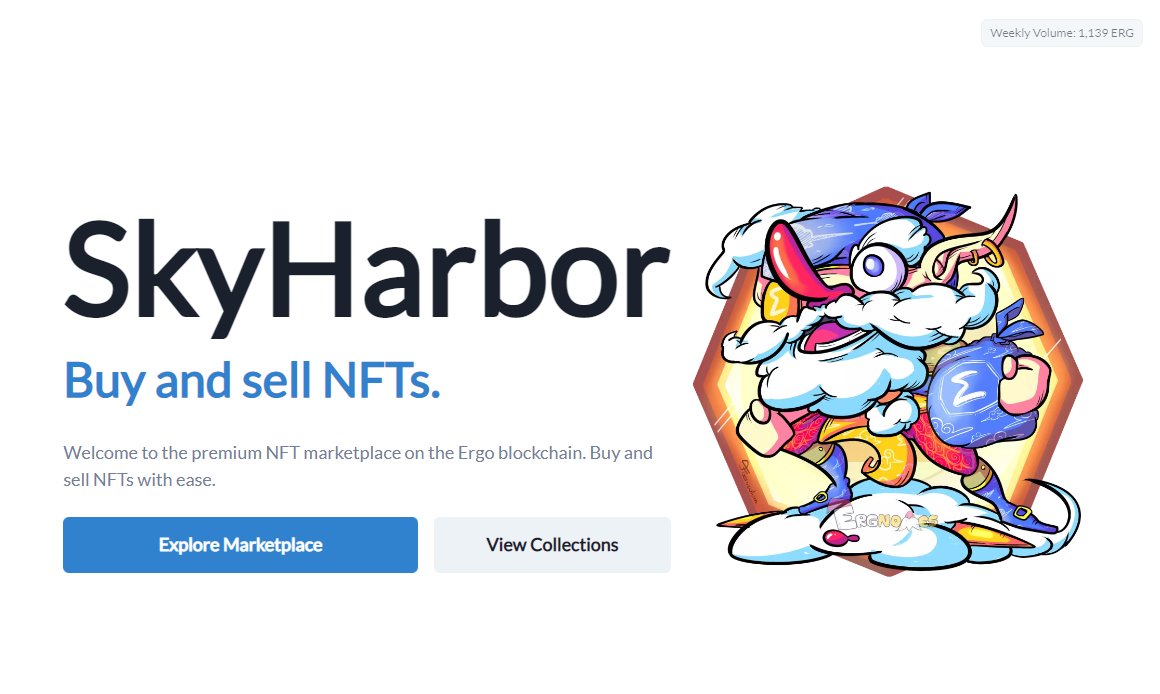 Weekly Volume: 1,139 ERG
SkyHarbor
Buy and sell NFTs.
Welcome to the premium NFT marketplace on the Ergo blockchain. Buy and
sell NFTs with ease.
Explore Marketplace
View Collections
Σ
Σ
ERGNOMES